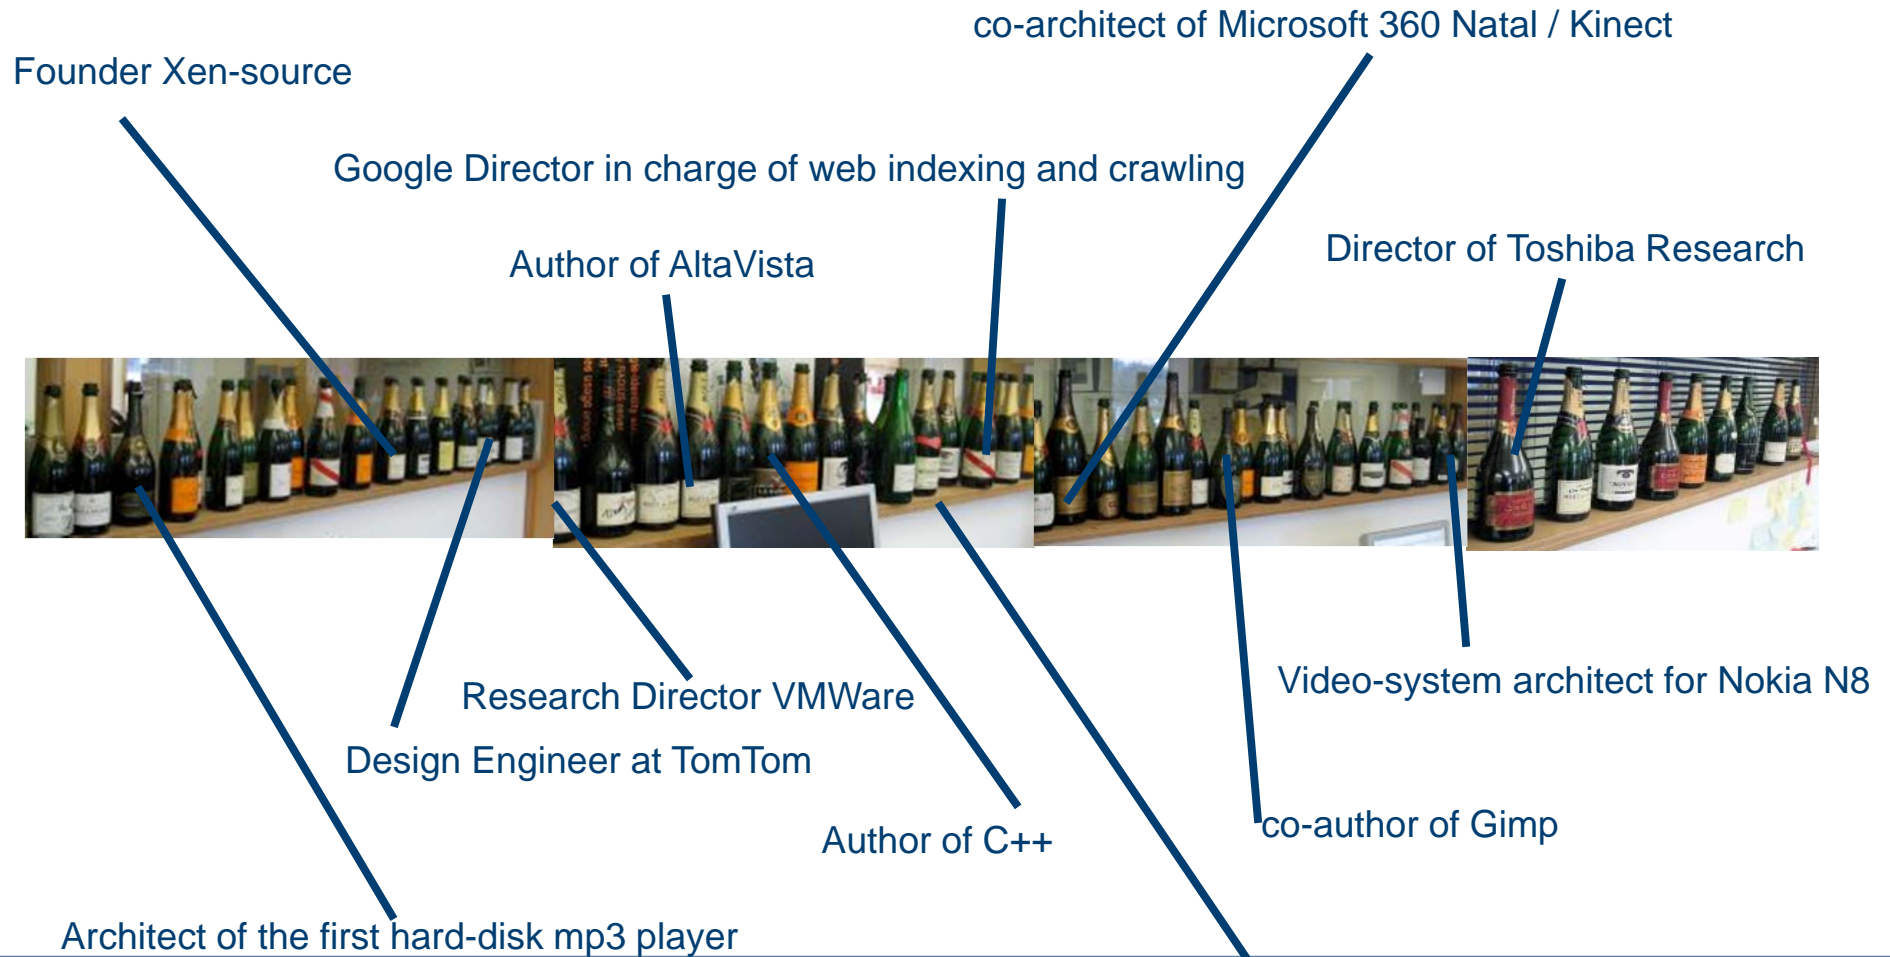 co-architect of Microsoft 360 Natal / Kinect
Founder Xen-source
Google Director in charge of web indexing and crawling
Author of AltaVista
Director of Toshiba Research
Research Director VMWare
Video-system architect for Nokia N8
Design Engineer at TomTom
Author of C++
co-author of Gimp
Architect of the first hard-disk mp3 player